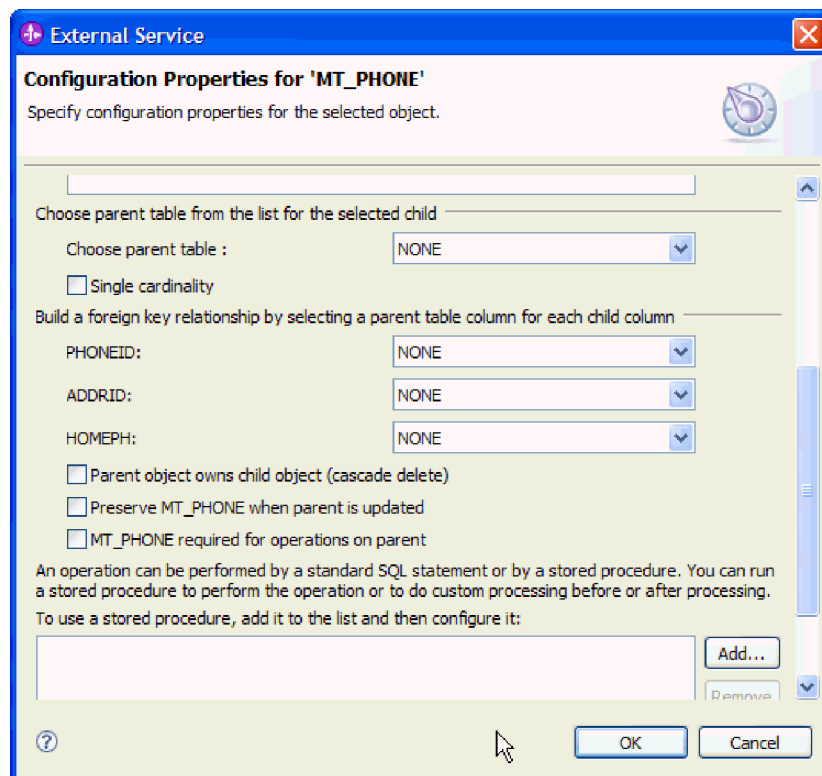 External Service
Configuration Properties for 'MT_PHONE'
Specify configuration properties for the selected object.
Choose parent table from the list for the selected child
Choose parent table : NONE
Single cardinality
Build a foreign key relationship by selecting a parent table column for each child column
PHONEID: NONE
ADDRID: NONE
HOMEPH: NONE
Parent object owns child object (cascade delete)
Preserve MT_PHONE when parent is updated
MT_PHONE required for operations on parent
An operation can be performed by a standard SQL statement or by a stored procedure. You can run
a stored procedure to perform the operation or to do custom processing before or after processing.
To use a stored procedure, add it to the list and then configure it:
Add...
Remove
?
OK Cancel